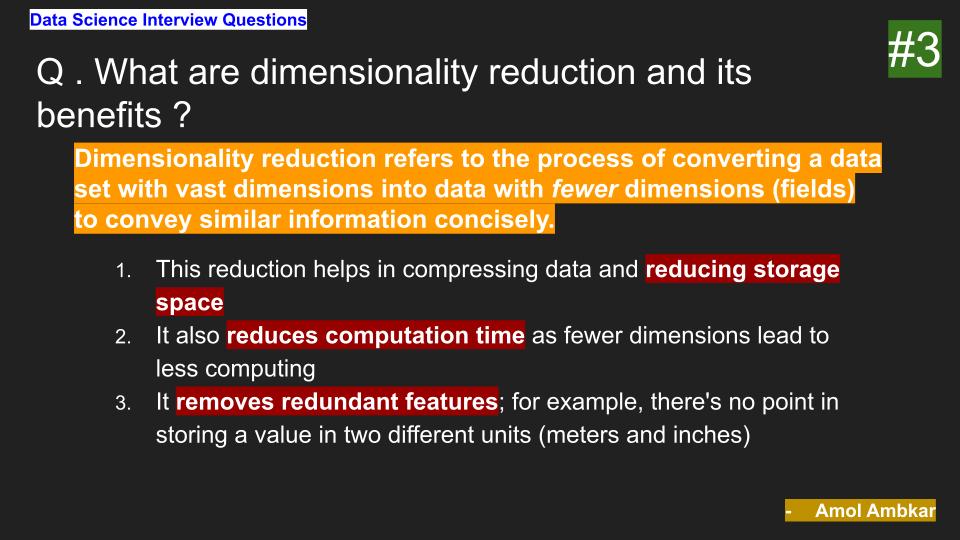 Data Science Interview Questions
#3
Q . What are dimensionality reduction and its
benefits ?
Dimensionality reduction refers to the process of converting a data
set with vast dimensions into data with fewer dimensions (fields)
to convey similar information concisely.
1. This reduction helps in compressing data and reducing storage
space
2. It also reduces computation time as fewer dimensions lead to
less computing
3. It removes redundant features; for example, there's no point in
storing a value in two different units (meters and inches)
- Amol Ambkar